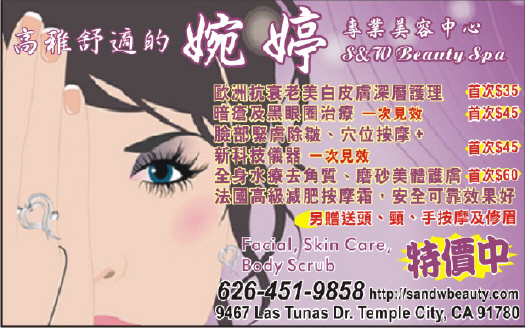 高雅舒適的 婉婷 專業美容中心
S&W Beauty Spa
歐洲抗衰老美白皮膚深層護理 首次$35
暗瘡及黑眼圈治療 一次見效 首次$45
臉部緊膚除皺、穴位按摩+
新科技儀器 一次見效 首次$45
全身水療去角質、磨砂美體護膚 首次$60
法國高級減肥按摩霜，安全可靠效果好
另贈送頭、頸、手按摩及修眉
Facial, Skin Care,
Body Scrub
特價中
626-451-9858 http://sandwbeauty.com
9467 Las Tunas Dr. Temple City, CA 91780